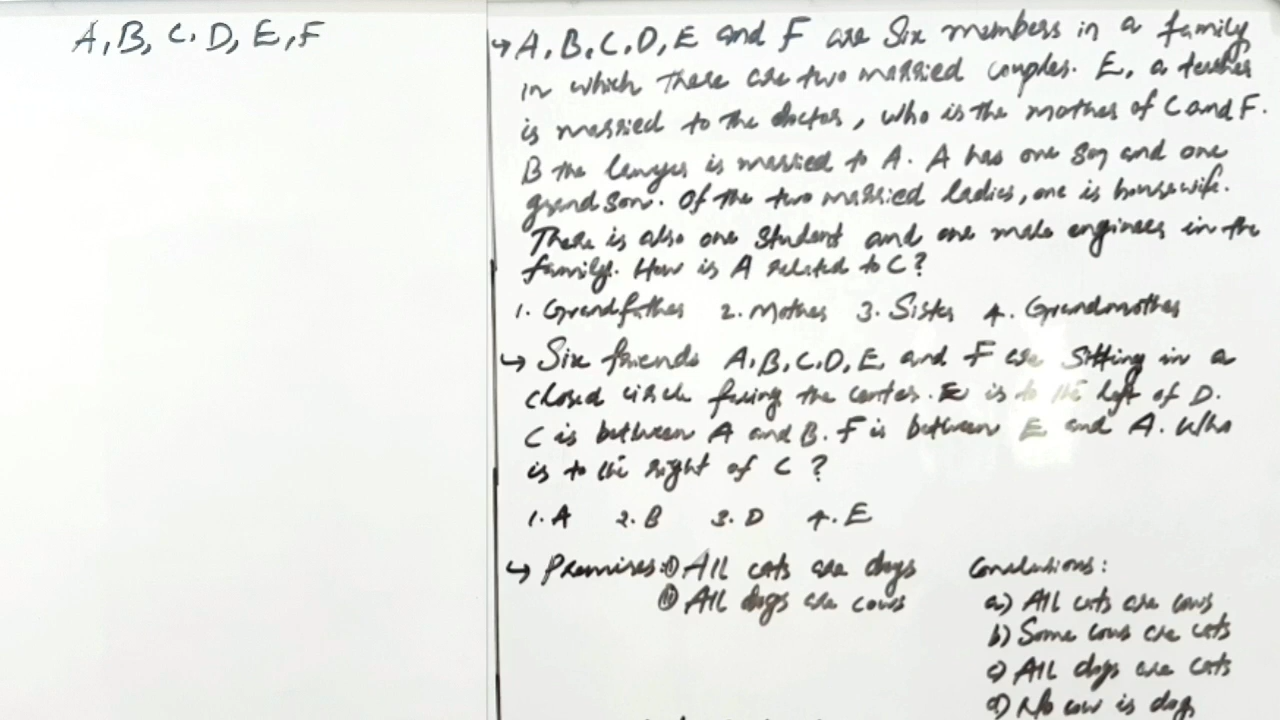 A, B, C, D, E, F
→ A, B, C, D, E and F are Six members in a family
in which There are two married couples. E, a teacher
is married to the doctor, who is the mother of C and F.
B the lawyer is married to A. A has one son and one
grand son. Of the two married ladies, one is housewife.
There is also one student and one male engineer in the
family. How is A related to C?
1. Grandfather 2. Mother 3. Sister 4. Grandmother
→ Six friends A, B, C, D, E and F are sitting in a
closed circle facing the center. E is to the left of D.
C is between A and B. F is between E and A. Who
is to the right of C?
1. A 2. B 3. D 4. E
→ Premises: i) All cats are dogs
ii) All dogs are cows
Conclusions:
a) All cats are cows
b) Some cows are cats
c) All dogs are cats
d) No cow is dog